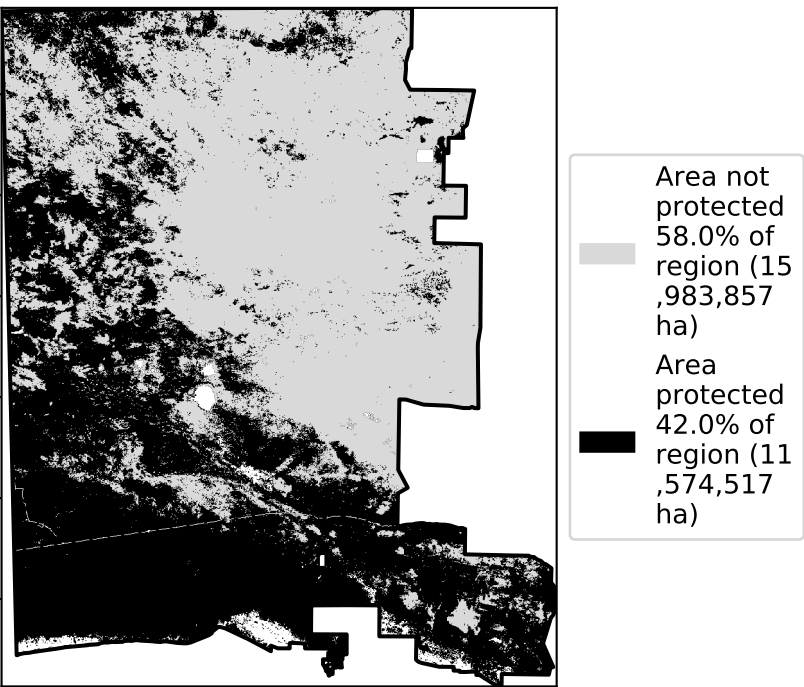 Area not
protected
58.0% of
region (15
,983,857
ha)
Area
protected
42.0% of
region (11
,574,517
ha)